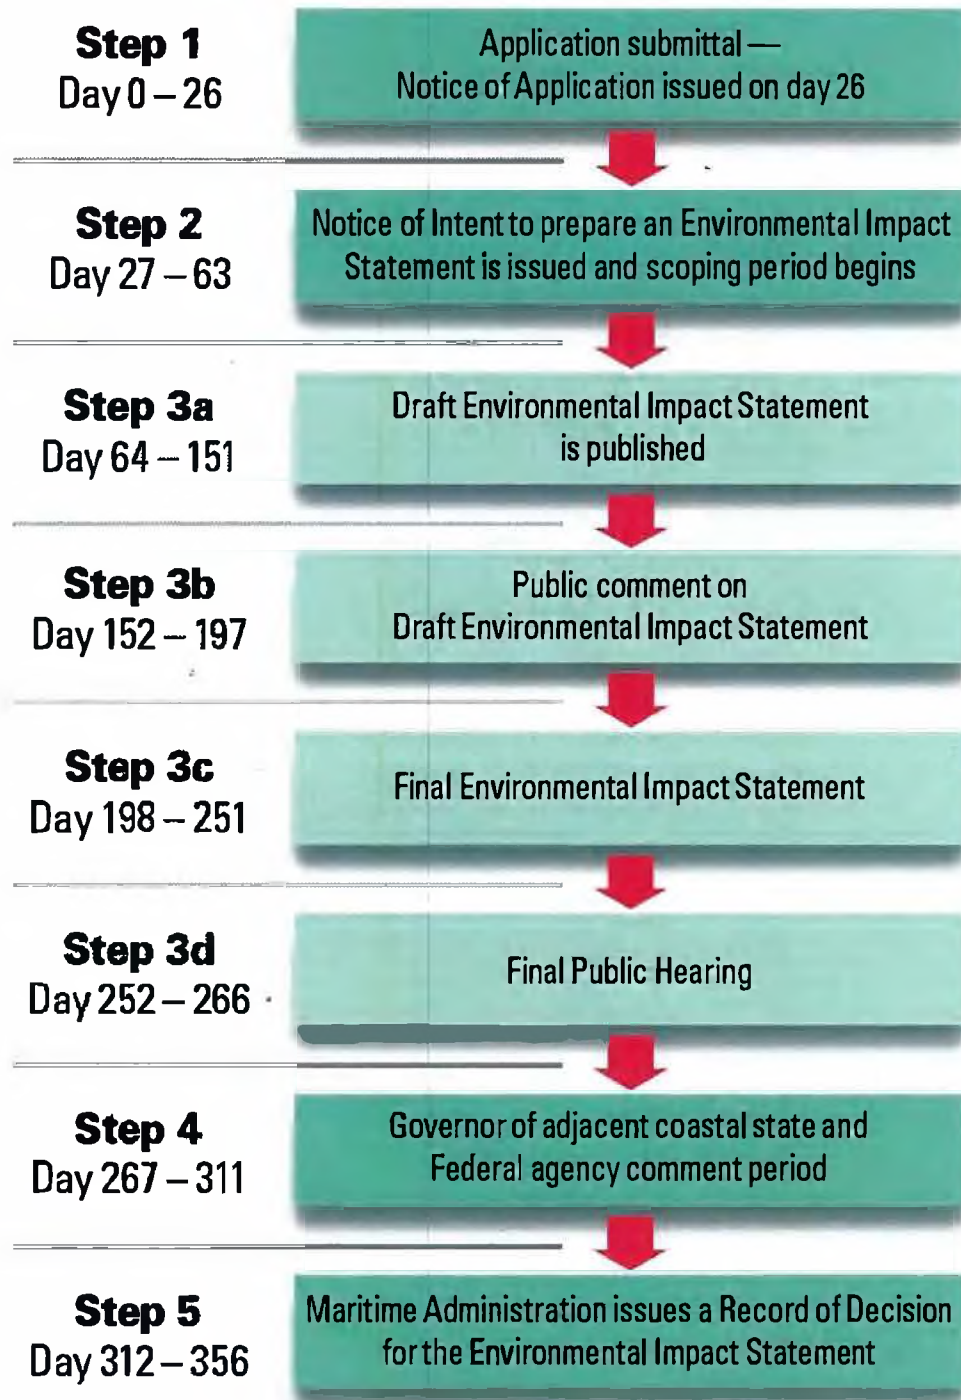 Step 1
Day 0 – 26
Application submittal —
Notice of Application issued on day 26
Step 2
Day 27 – 63
Notice of Intent to prepare an Environmental Impact
Statement is issued and scoping period begins
Step 3a
Day 64 – 151
Draft Environmental Impact Statement
is published
Step 3b
Day 152 – 197
Public comment on
Draft Environmental Impact Statement
Step 3c
Day 198 – 251
Final Environmental Impact Statement
Step 3d
Day 252 – 266
Final Public Hearing
Step 4
Day 267 – 311
Governor of adjacent coastal state and
Federal agency comment period
Step 5
Day 312 – 356
Maritime Administration issues a Record of Decision
for the Environmental Impact Statement